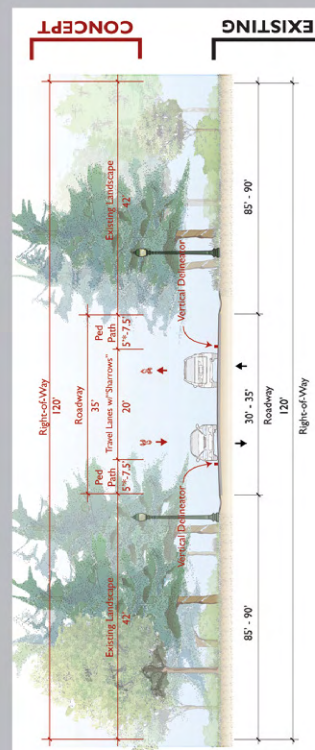 CONCEPT
Right-of-Way
120'
Roadway
35'
Existing Landscape
42'
Ped
Path
5'*-7.5'
Travel Lanes w/"Sharrows"
20'
Ped
Path
5'*-7.5'
Existing Landscape
42'
Vertical Delineator
Vertical Delineator
EXISTING
85' - 90'
30' - 35'
85' - 90'
Roadway
120'
Right-of-Way